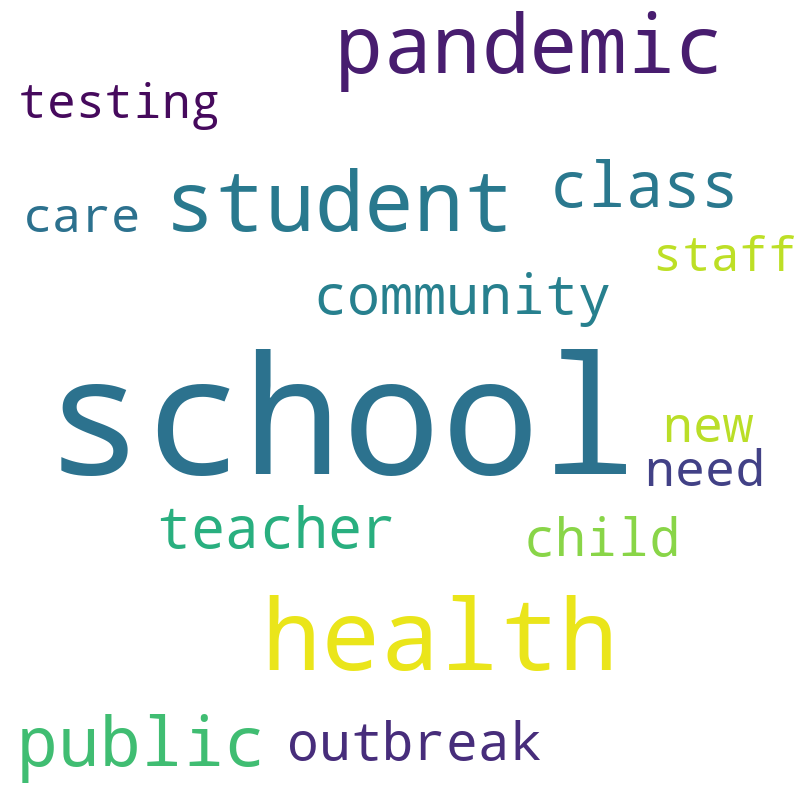 pandemic
testing
student class
care
staff
community
school
new
need
teacher
child
health
public outbreak